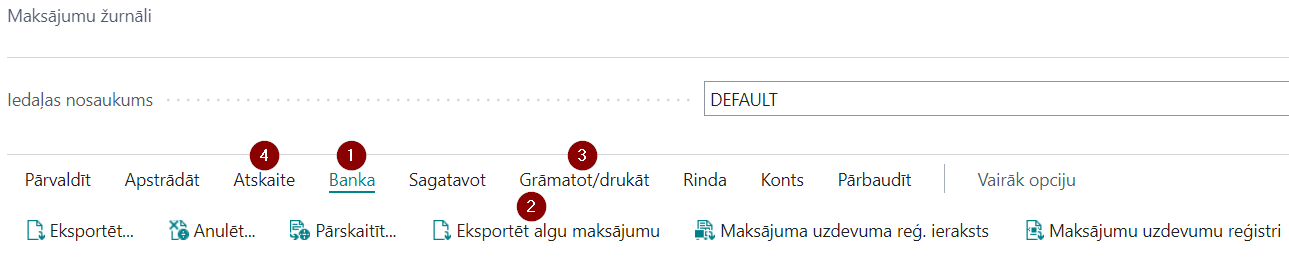 Maksājumu žurnāli
Iedaļas nosaukums DEFAULT
4 1 3
Pārvaldīt Apstrādāt Atskaite Banka Sagatavot Grāmatot/drukāt Rinda Konts Pārbaudīt Vairāk opciju
2
Eksportēt... Anulēt... Pārskaitīt... Eksportēt algu maksājumu Maksājuma uzdevuma reģ. ieraksts Maksājumu uzdevumu reģistri